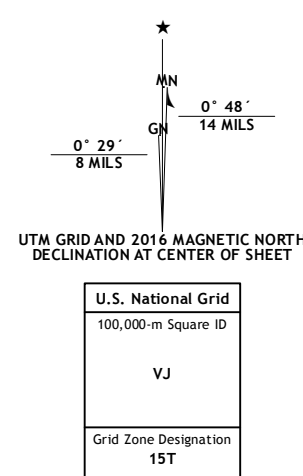 ★
MN
0° 48´
14 MILS
GN
0° 29´
8 MILS
UTM GRID AND 2016 MAGNETIC NORTH
DECLINATION AT CENTER OF SHEET
U.S. National Grid
100,000-m Square ID
VJ
Grid Zone Designation
15T